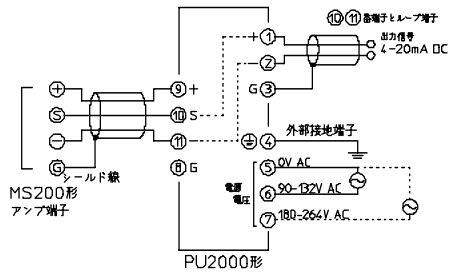 ⑩⑪番端子とループ端子
出力信号
4-20mA DC
+ ①
- ②
G ③
⑨ +
⑩ S
⑪ -
⑧ G
+
S
-
G
シールド線
MS200形
アンプ端子
④
外部接地端子
⑤ 0V AC
⑥ 90-132V AC
⑦ 180-264V AC
電源
電圧
PU2000形